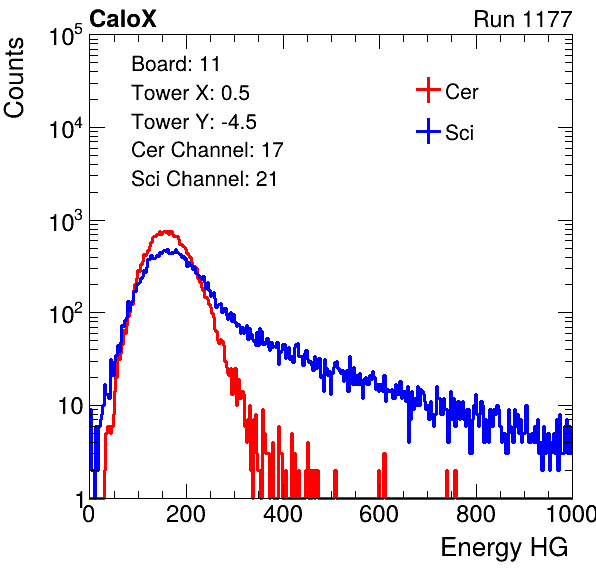 CaloX Run 1177
Counts
10^5
10^4
10^3
10^2
10
1
Board: 11
Tower X: 0.5
Tower Y: -4.5
Cer Channel: 17
Sci Channel: 21
Cer
Sci
0 200 400 600 800 1000
Energy HG